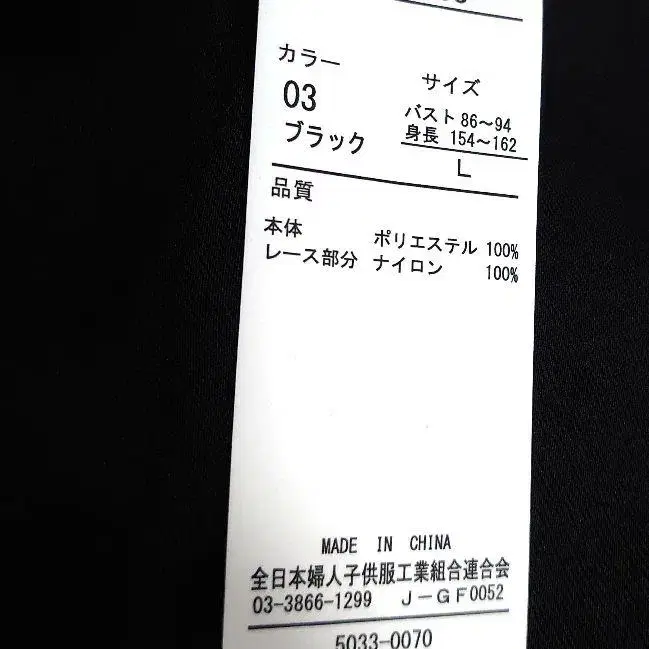 カラー
03
ブラック
サイズ
バスト 86～94
身長 154～162
L
品質
本体 ポリエステル 100%
レース部分 ナイロン 100%
MADE IN CHINA
全日本婦人子供服工業組合連合会
03-3866-1299 J－GF0052
5033-0070